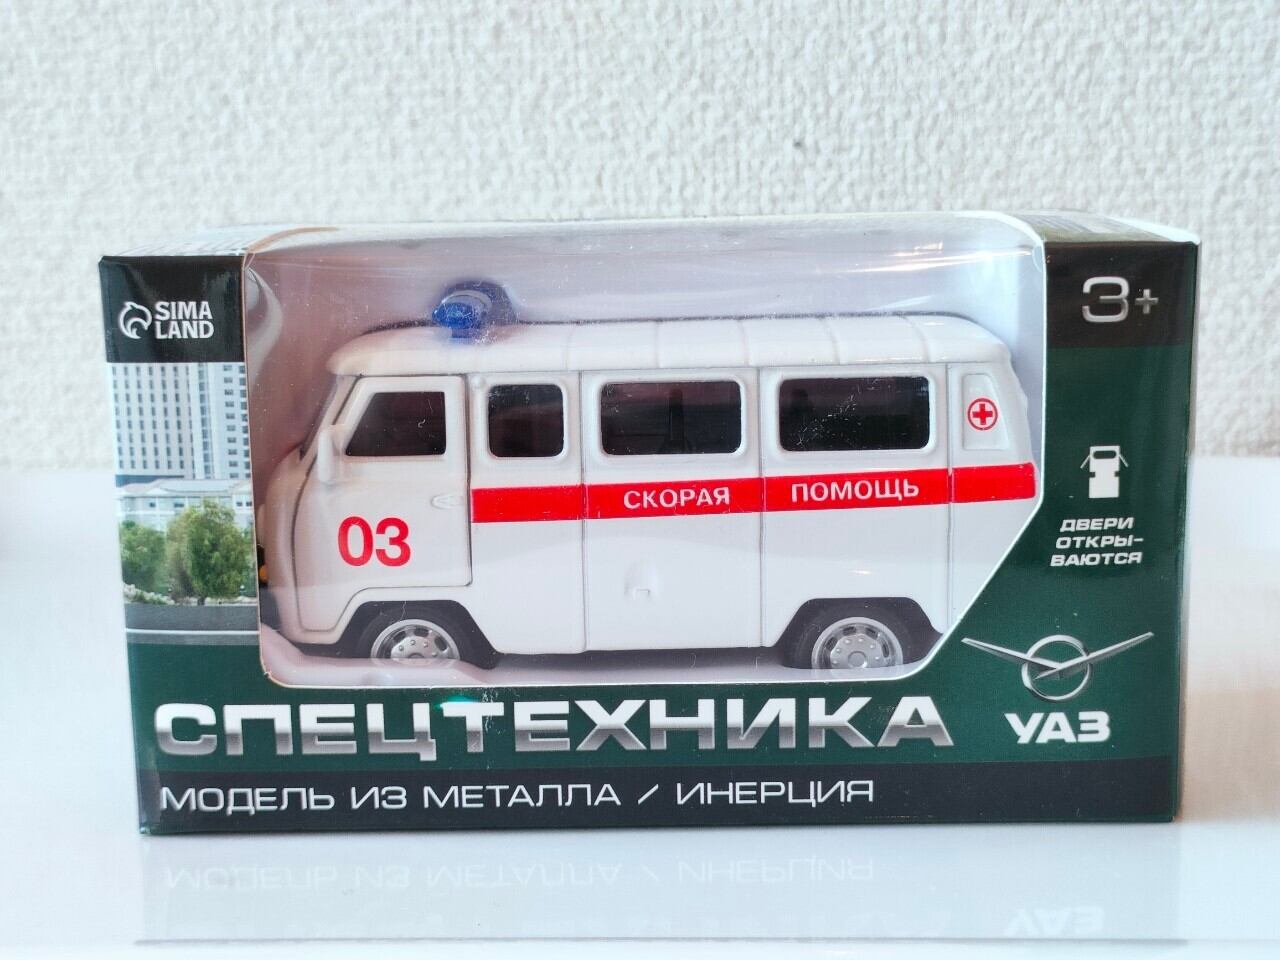 SIMA
LAND
3+
03
СКОРАЯ ПОМОЩЬ
ДВЕРИ
ОТКРЫ-
ВАЮТСЯ
СПЕЦТЕХНИКА
УАЗ
МОДЕЛЬ ИЗ МЕТАЛЛА / ИНЕРЦИЯ